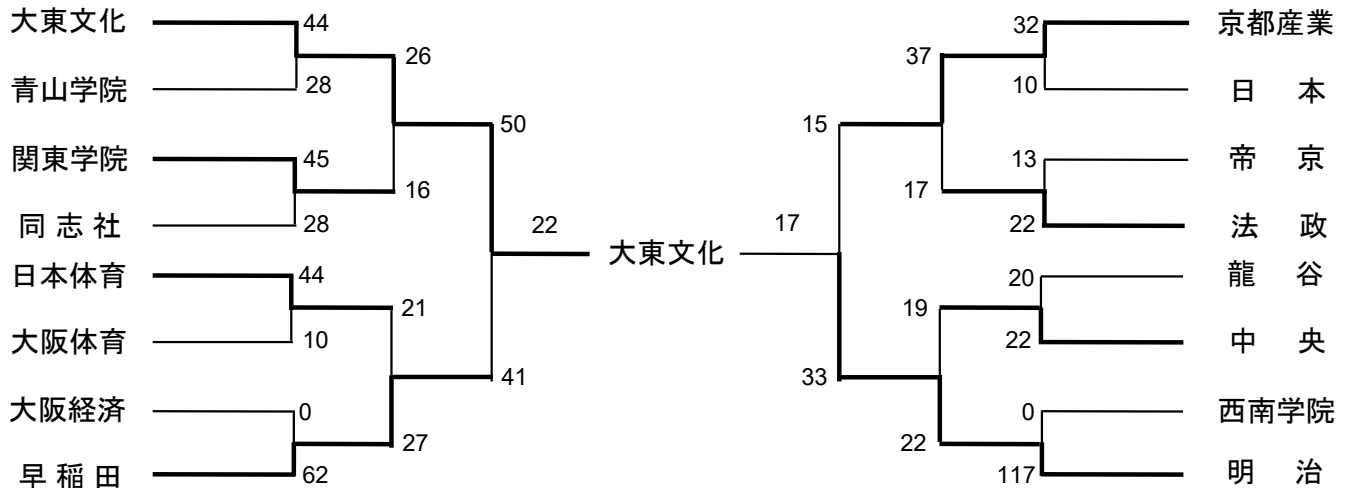 大東文化 44 32 京都産業
26 37
青山学院 28 10 日 本
50 15
関東学院 45 13 帝 京
16 17
同 志 社 28 22 法 政
22 大東文化 17
日本体育 44 20 龍 谷
21 19
大阪体育 10 22 中 央
41 33
大阪経済 0 0 西南学院
27 22
早 稲 田 62 117 明 治